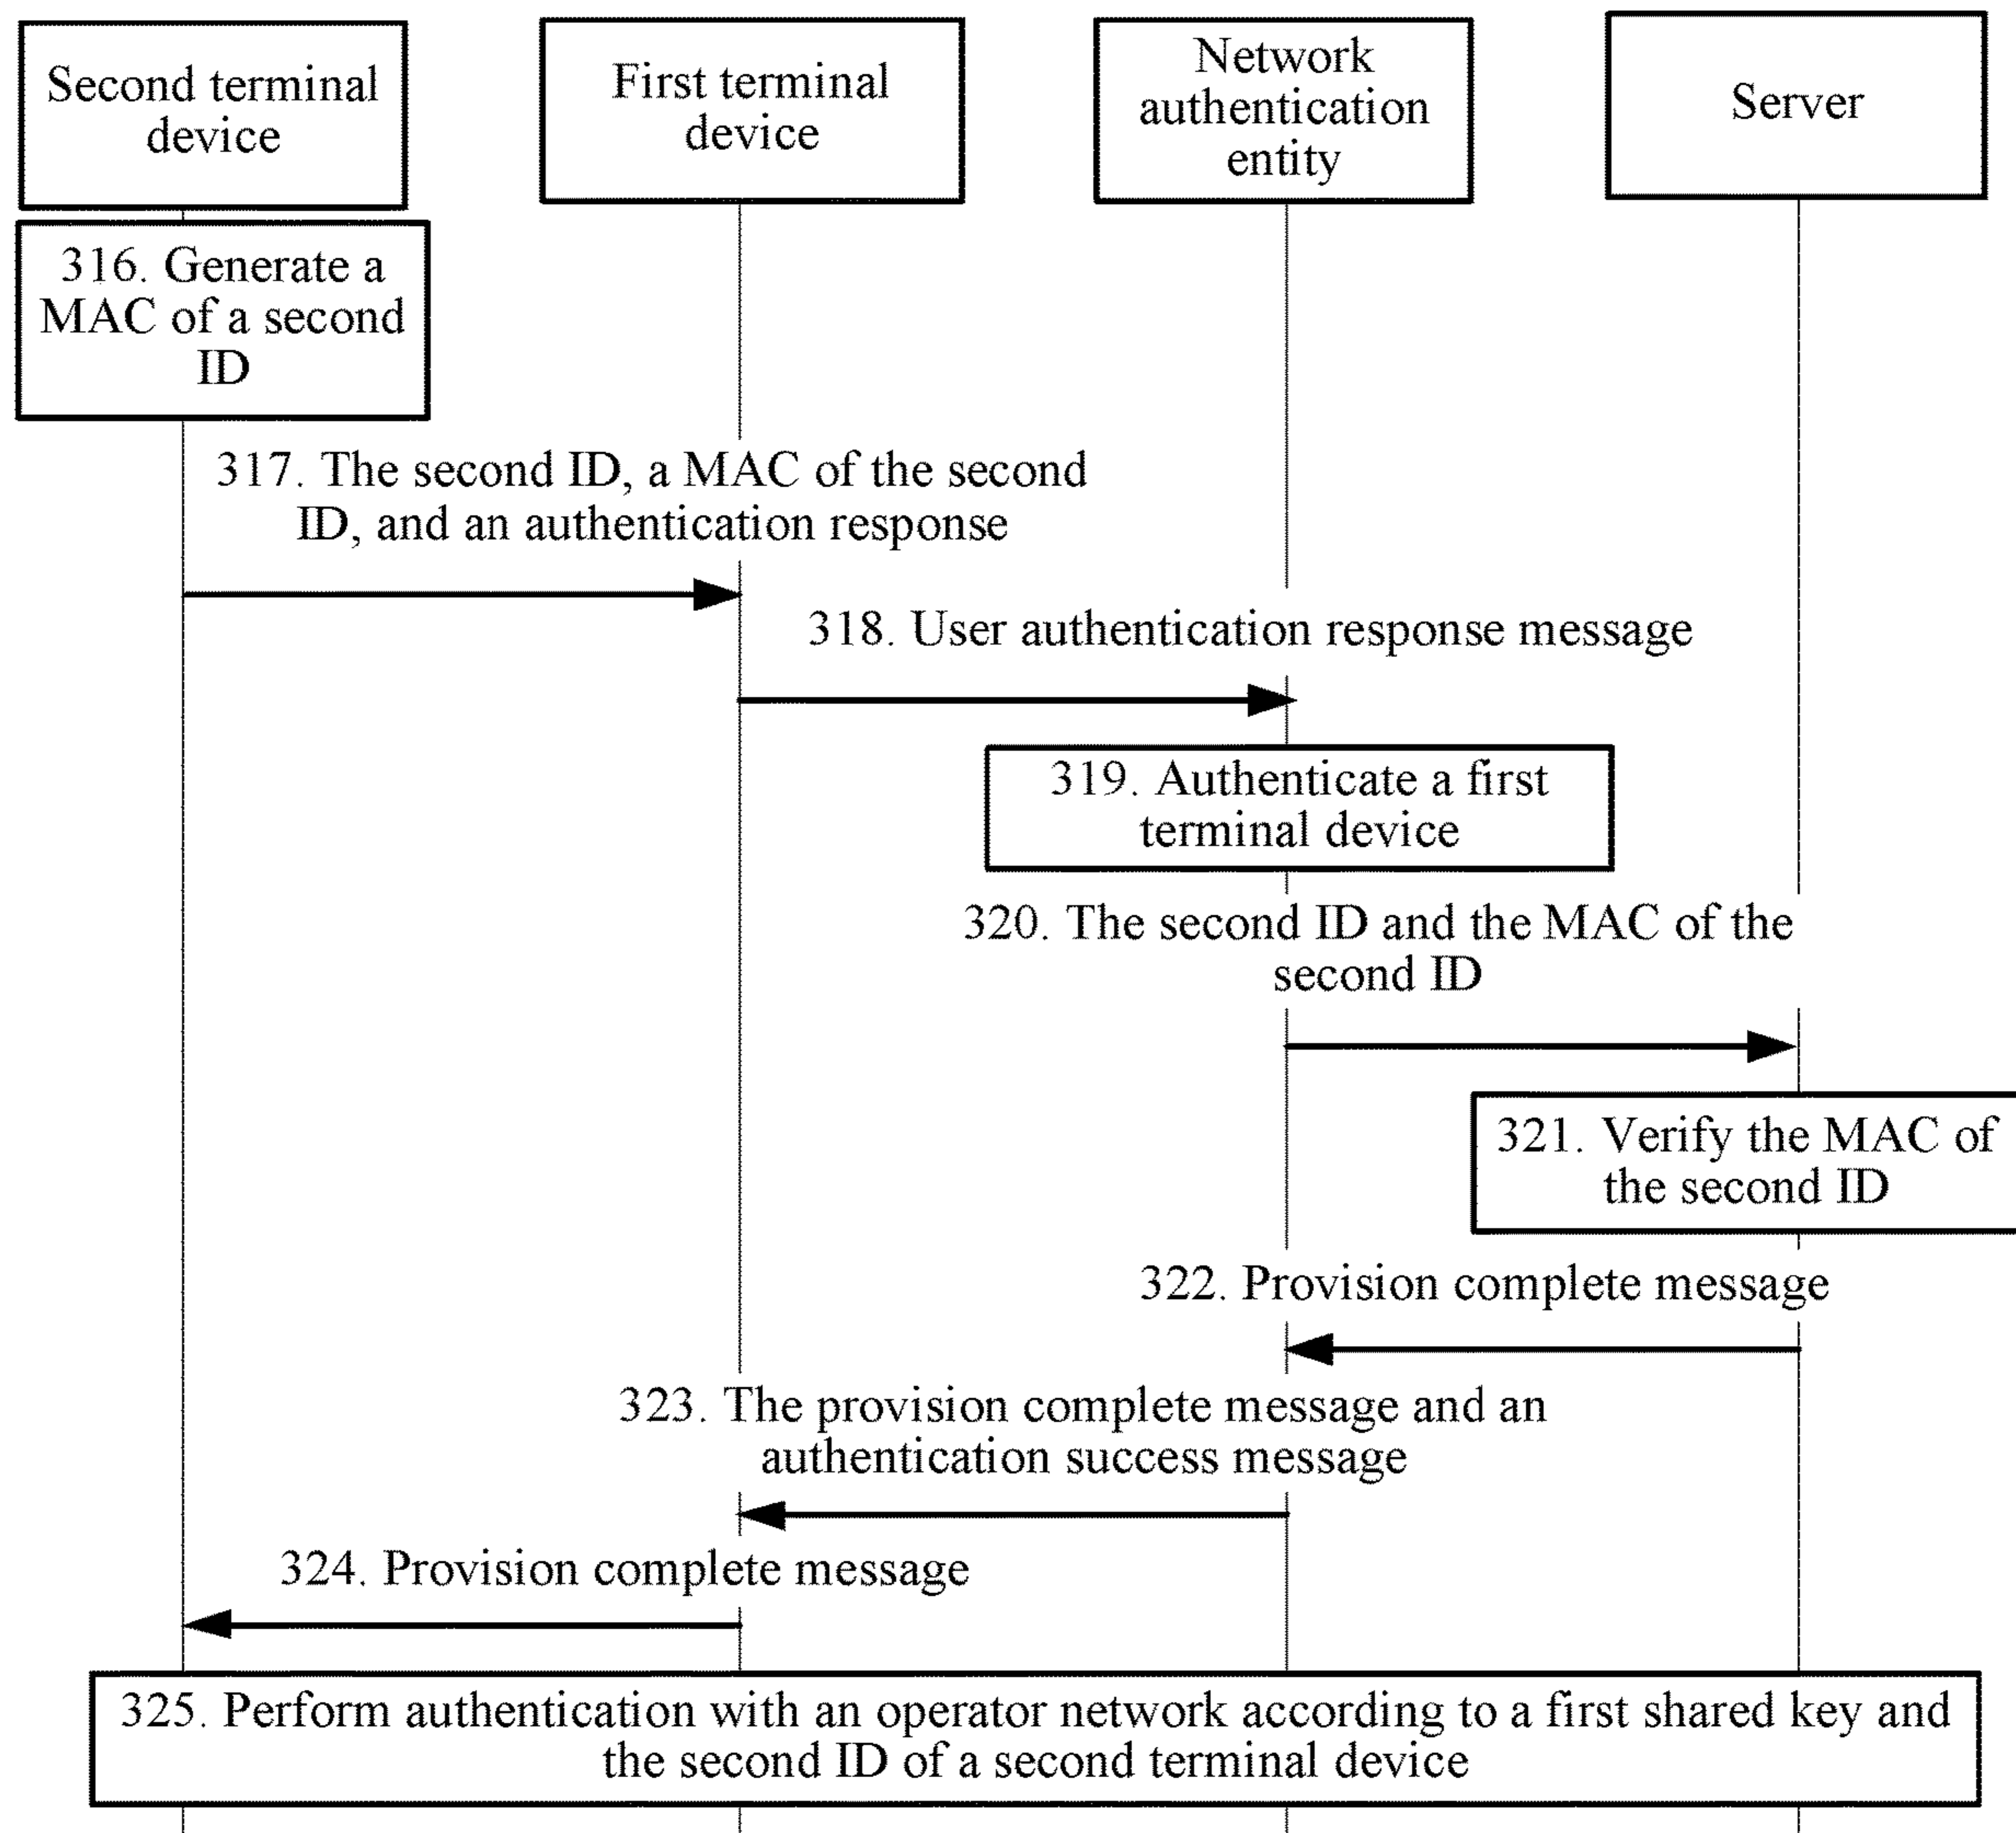 Second terminal
device
First terminal
device
Network
authentication
entity
Server
316. Generate a
MAC of a second
ID
317. The second ID, a MAC of the second
ID, and an authentication response
318. User authentication response message
319. Authenticate a first
terminal device
320. The second ID and the MAC of the
second ID
321. Verify the MAC of
the second ID
322. Provision complete message
323. The provision complete message and an
authentication success message
324. Provision complete message
325. Perform authentication with an operator network according to a first shared key and
the second ID of a second terminal device